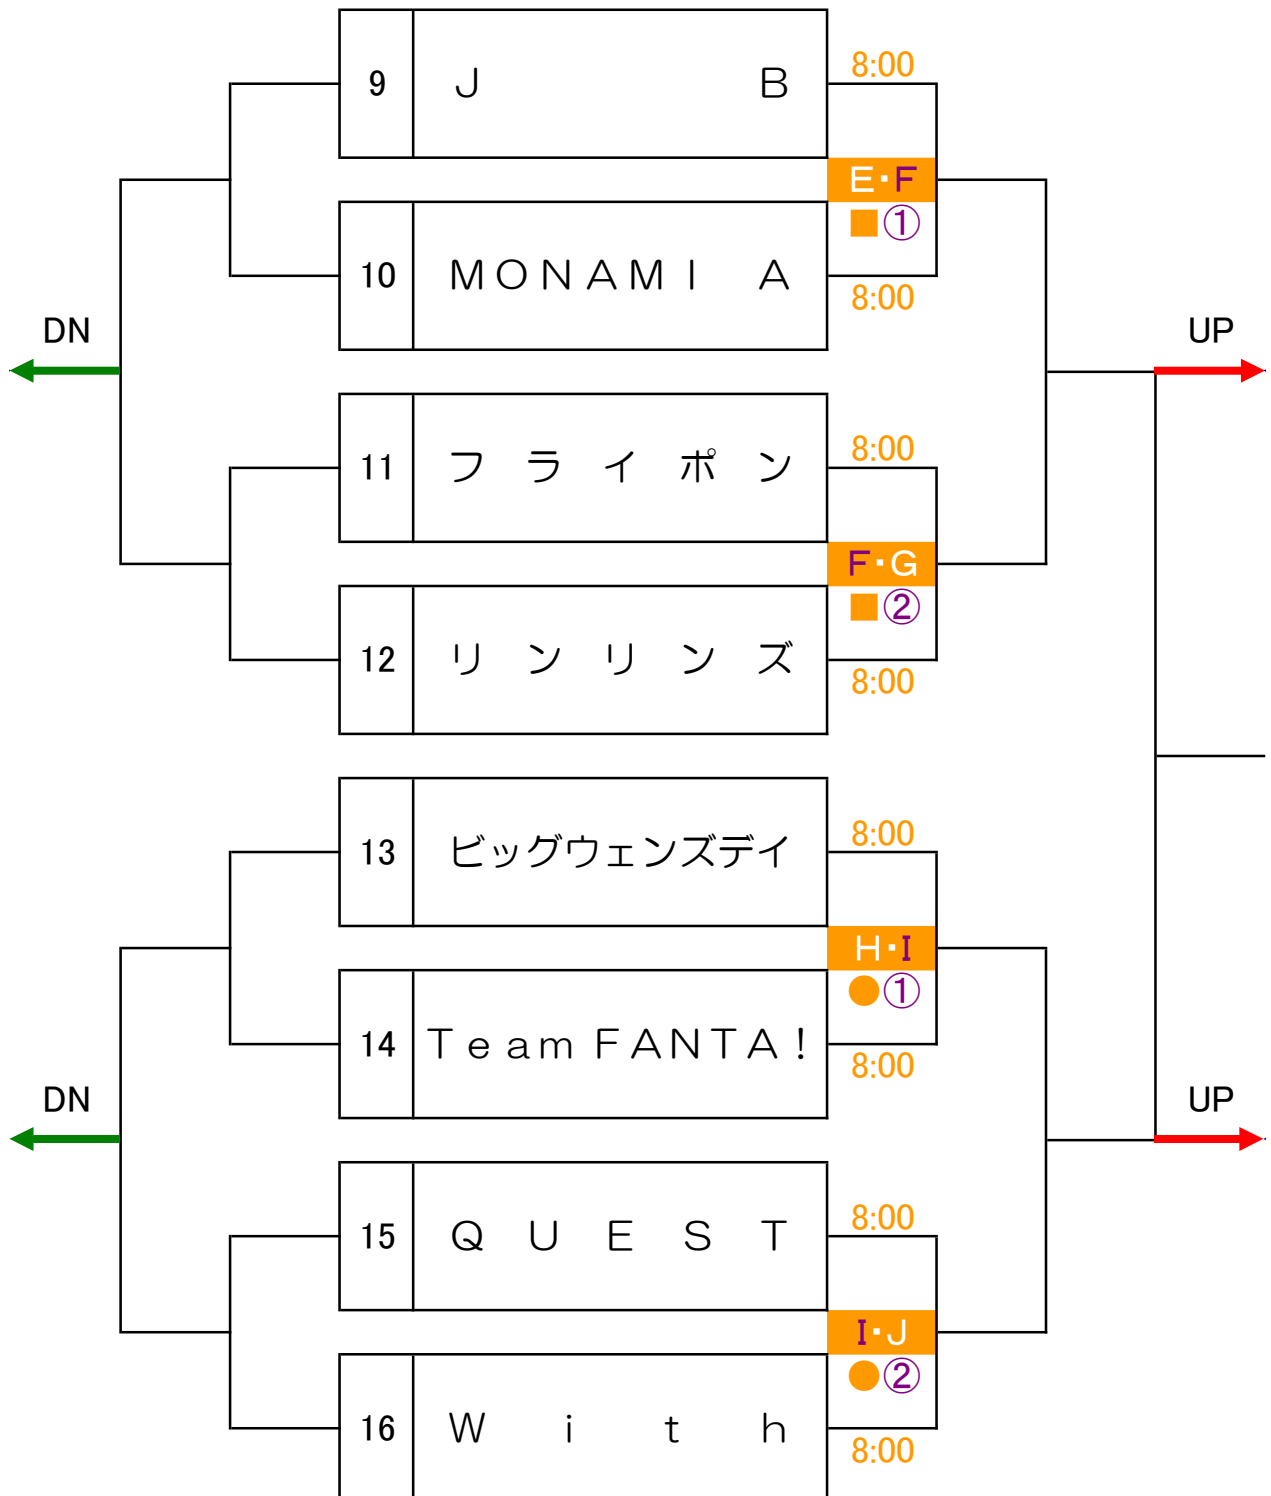 8:00
9 J B
E・F
■①
10 MONAMI A
8:00
DN
UP
8:00
11 フライポン
F・G
■②
12 リンリンズ
8:00
8:00
13 ビッグウェンズデイ
H・I
●①
14 Team FANTA!
8:00
DN
UP
8:00
15 QUEST
I・J
●②
16 With
8:00